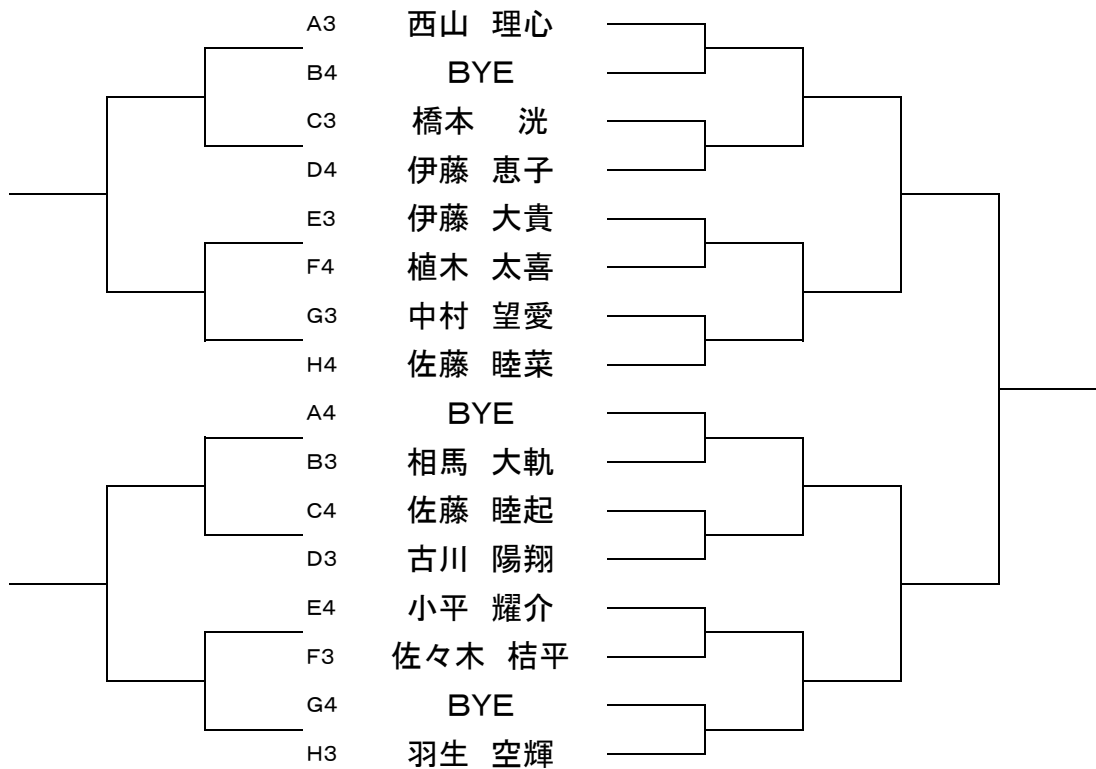 A3 西山 理心
B4 BYE
C3 橋本 洸
D4 伊藤 恵子
E3 伊藤 大貴
F4 植木 太喜
G3 中村 望愛
H4 佐藤 睦菜
A4 BYE
B3 相馬 大軌
C4 佐藤 睦起
D3 古川 陽翔
E4 小平 耀介
F3 佐々木 桔平
G4 BYE
H3 羽生 空輝